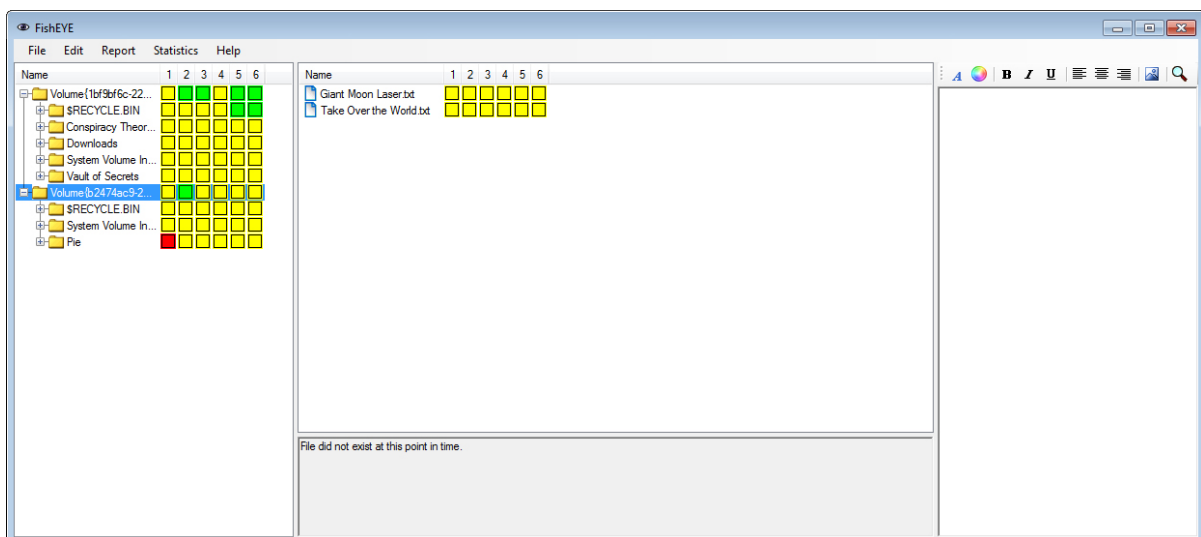 FishEYE
File Edit Report Statistics Help
Name 1 2 3 4 5 6
Volume{1bf9bf6c-22...
$RECYCLE.BIN
Conspiracy Theor...
Downloads
System Volume In...
Vault of Secrets
Volume{b2474ac9-2...
$RECYCLE.BIN
System Volume In...
Pie
Name 1 2 3 4 5 6
Giant Moon Laser.txt
Take Over the World.txt
File did not exist at this point in time.
A B I U